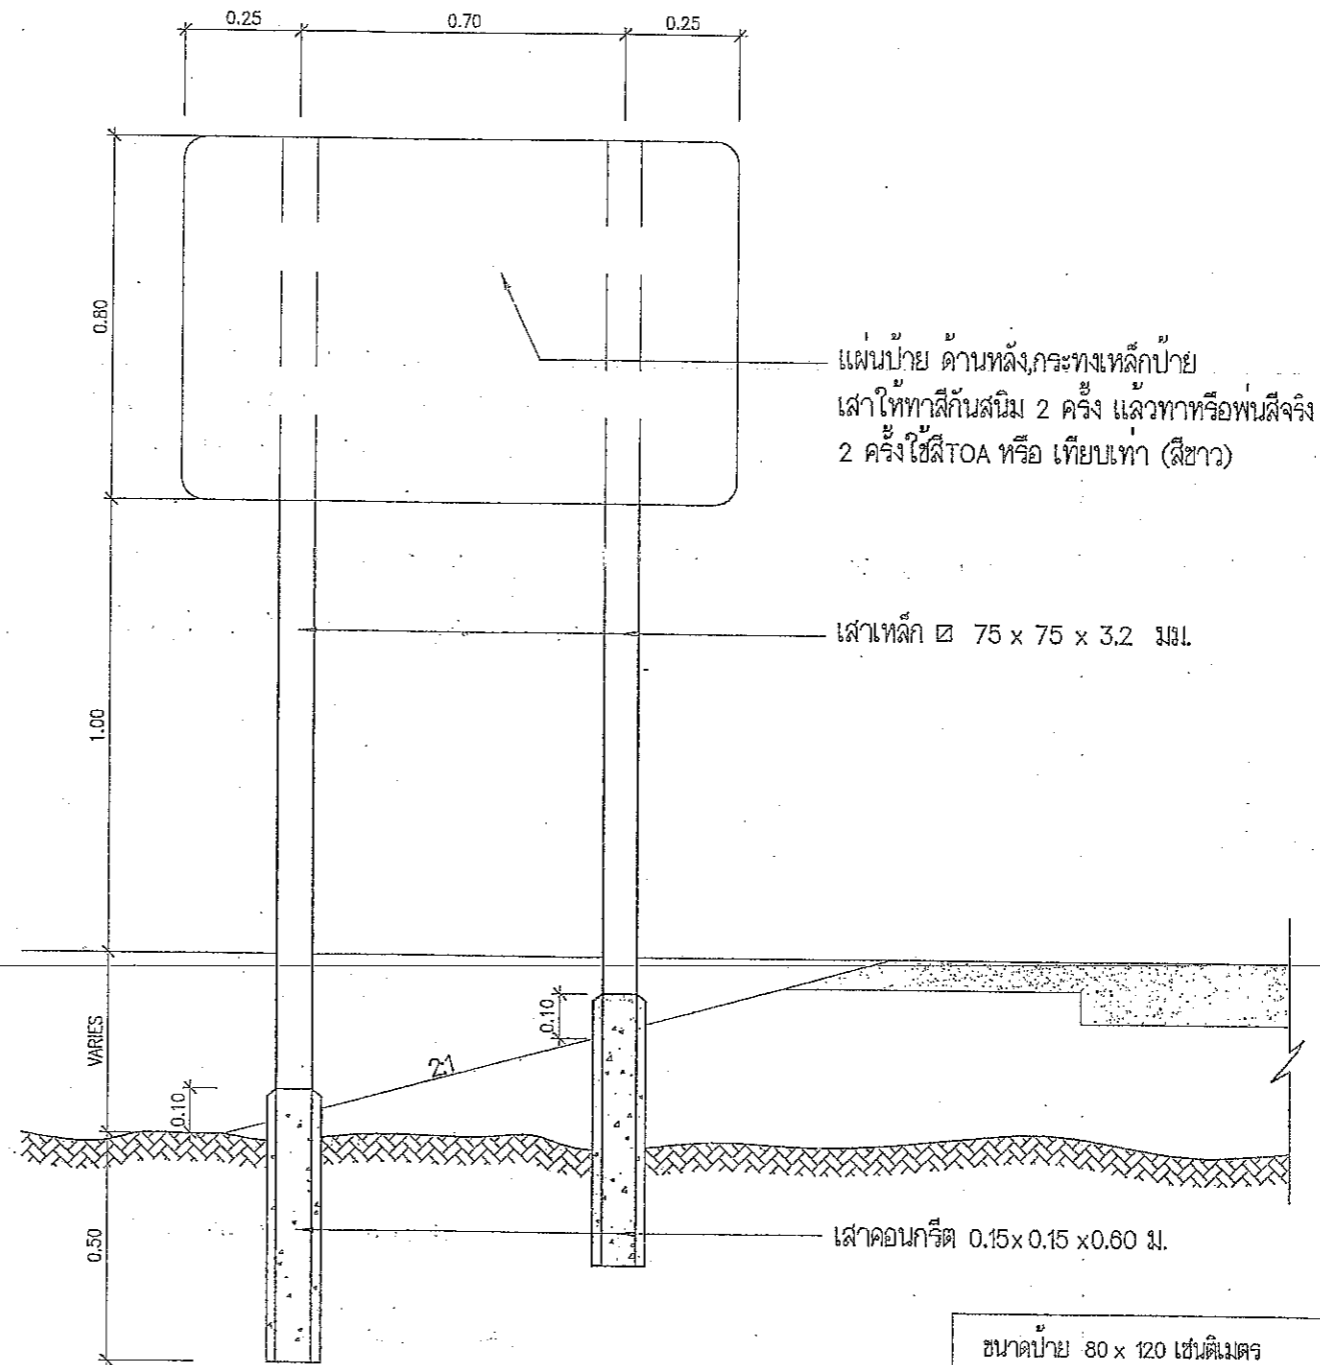 0.25 0.70 0.25
0.80
แผ่นป้าย ด้านหลัง,กระทงเหล็กป้าย
เสาให้ทาสีกันสนิม 2 ครั้ง แล้วทาหรือพ่นสีจริง
2 ครั้งใช้สีTOA หรือ เทียบเท่า (สีขาว)
เสาเหล็ก 75 x 75 x 3.2 มม.
1.00
0.10
VARIES
2:1
0.10
0.50
เสาคอนกรีต 0.15x 0.15 x0.60 ม.
ขนาดป้าย 80 x 120 เซนติเมตร